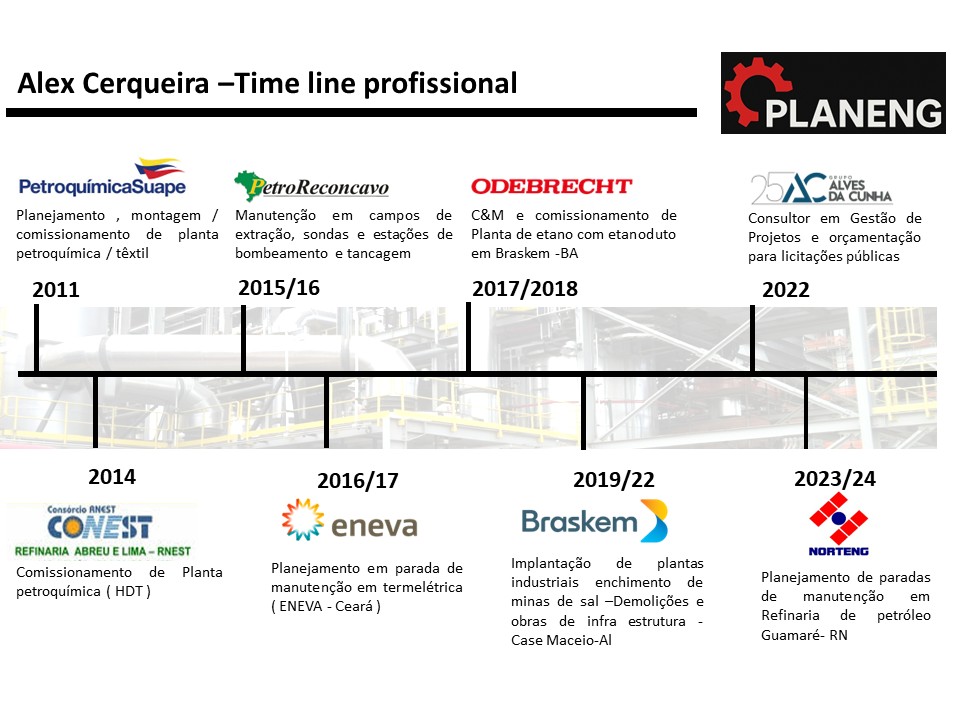 Alex Cerqueira –Time line profissional
PLANENG
PetroquímicaSuape
Planejamento , montagem /
comissionamento de planta
petroquímica / têxtil
2011
PetroReconcavo
Manutenção em campos de
extração, sondas e estações de
bombeamento e tancagem
2015/16
ODEBRECHT
C&M e comissionamento de
Planta de etano com etanoduto
em Braskem -BA
2017/2018
25 AC GRUPO
ALVES
DA CUNHA
Consultor em Gestão de
Projetos e orçamentação
para licitações públicas
2022
2014
Consórcio RNEST
CONEST
REFINARIA ABREU E LIMA – RNEST
Comissionamento de Planta
petroquímica ( HDT )
2016/17
eneva
Planejamento em parada de
manutenção em termelétrica
( ENEVA - Ceará )
2019/22
Braskem
Implantação de plantas
industriais enchimento de
minas de sal –Demolições e
obras de infra estrutura -
Case Maceio-Al
2023/24
NORTENG
Planejamento de paradas
de manutenção em
Refinaria de petróleo
Guamaré- RN